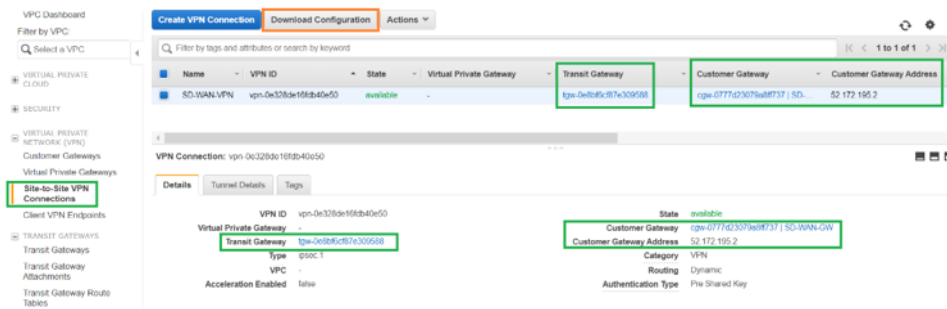 VPC Dashboard
Filter by VPC:
Select a VPC
VIRTUAL PRIVATE
CLOUD
SECURITY
VIRTUAL PRIVATE
NETWORK (VPN)
Customer Gateways
Virtual Private Gateways
Site-to-Site VPN
Connections
Client VPN Endpoints
TRANSIT GATEWAYS
Transit Gateways
Transit Gateway
Attachments
Transit Gateway Route
Tables
Create VPN Connection Download Configuration Actions
Filter by tags and attributes or search by keyword
1 to 1 of 1
Name VPN ID State Virtual Private Gateway Transit Gateway Customer Gateway Customer Gateway Address
SD-WAN-VPN vpn-0e328de16fdb40e50 available - tgw-0e8bf6cf87e309588 cgw-0777d23079a8ff737 | SD-... 52.172.195.2
VPN Connection: vpn-0e328de16fdb40e50
Details Tunnel Details Tags
VPN ID vpn-0e328de16fdb40e50 State available
Virtual Private Gateway - Customer Gateway cgw-0777d23079a8ff737 | SD-WAN-GW
Transit Gateway tgw-0e8bf6cf87e309588 Customer Gateway Address 52.172.195.2
Type ipsec.1 Category VPN
VPC - Routing Dynamic
Acceleration Enabled false Authentication Type Pre Shared Key